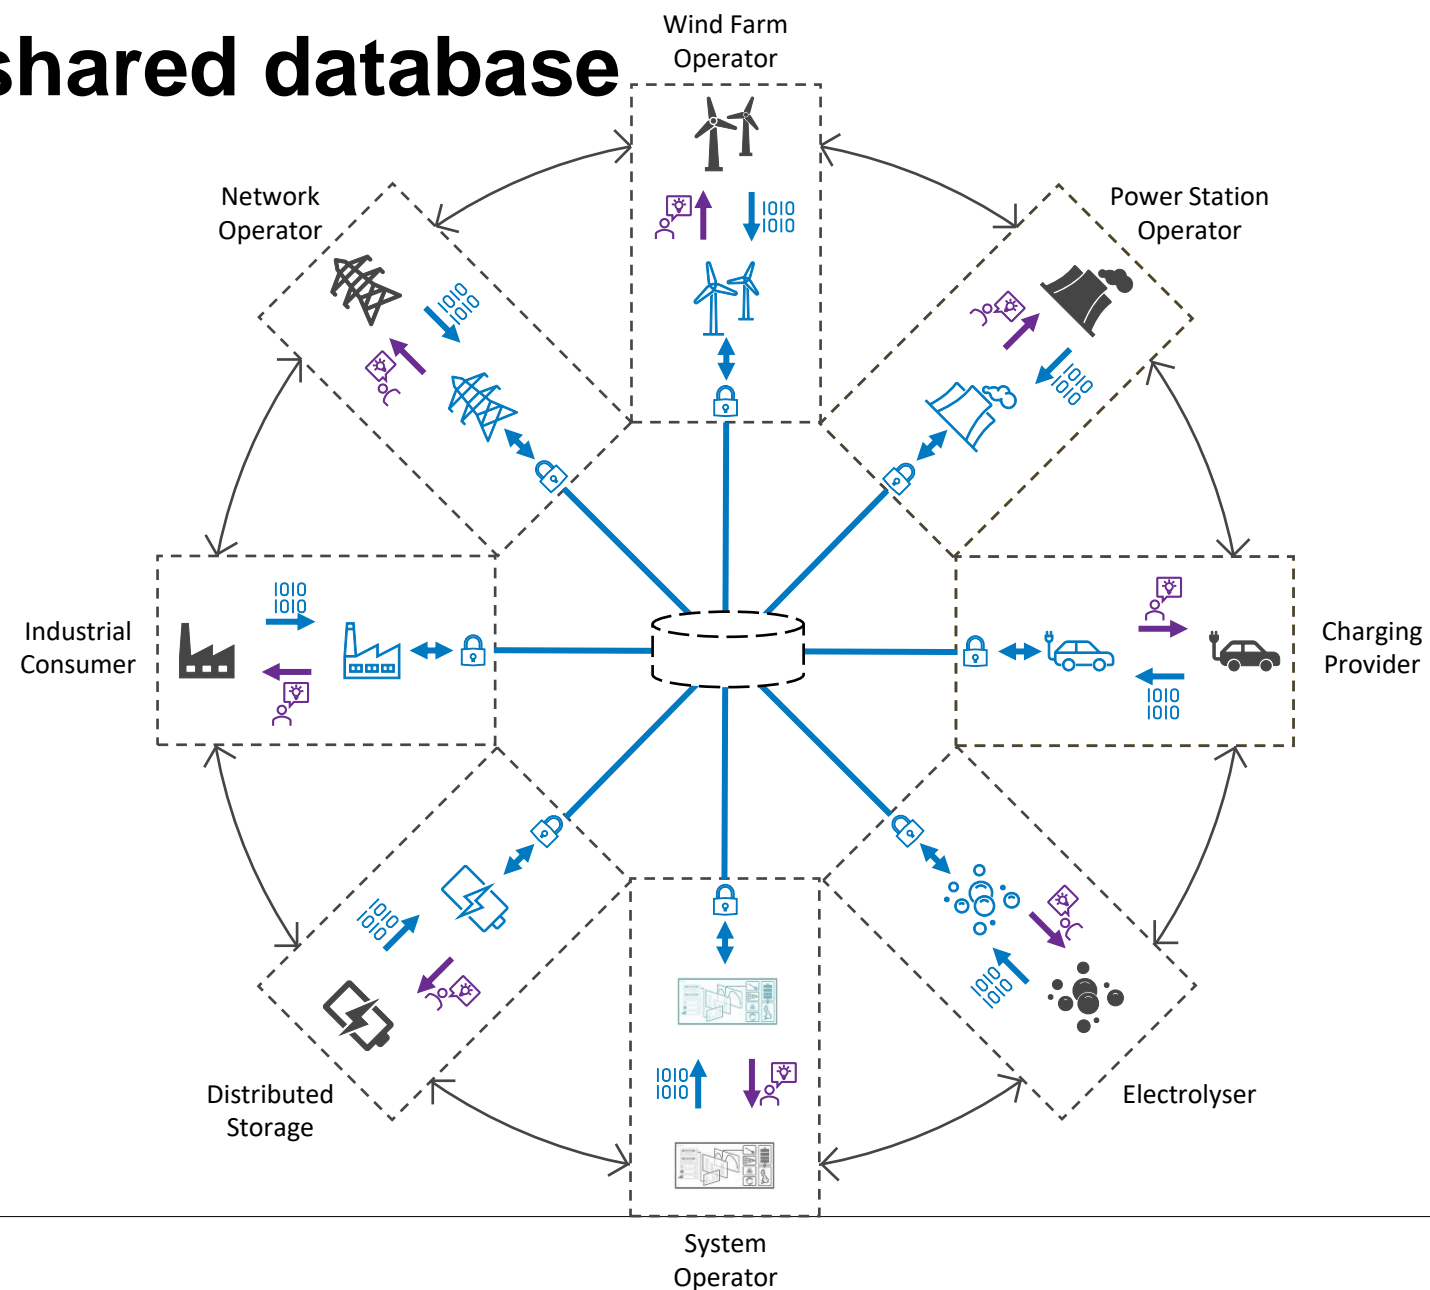 shared database
Wind Farm
Operator
Network
Operator
Power Station
Operator
1010
1010
1010
1010
1010
1010
1010
1010
Industrial
Consumer
Charging
Provider
1010
1010
1010
1010
1010
1010
1010
1010
Distributed
Storage
Electrolyser
System
Operator